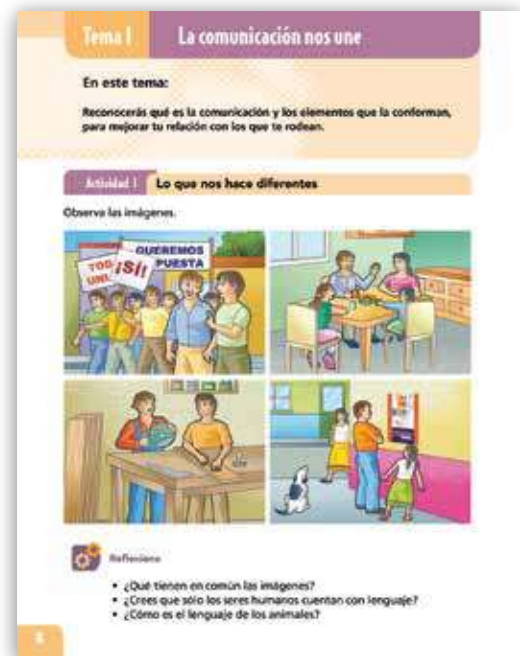 Tema 1
La comunicación nos une
En este tema:
Reconocerás qué es la comunicación y los elementos que la conforman,
para mejorar tu relación con los que te rodean.
Actividad 1
Lo que nos hace diferentes
Observa las imágenes.
QUEREMOS
PUESTA
TOD
UNI
¡SÍ!
Reflexiona
• ¿Qué tienen en común las imágenes?
• ¿Crees que sólo los seres humanos cuentan con lenguaje?
• ¿Cómo es el lenguaje de los animales?
8